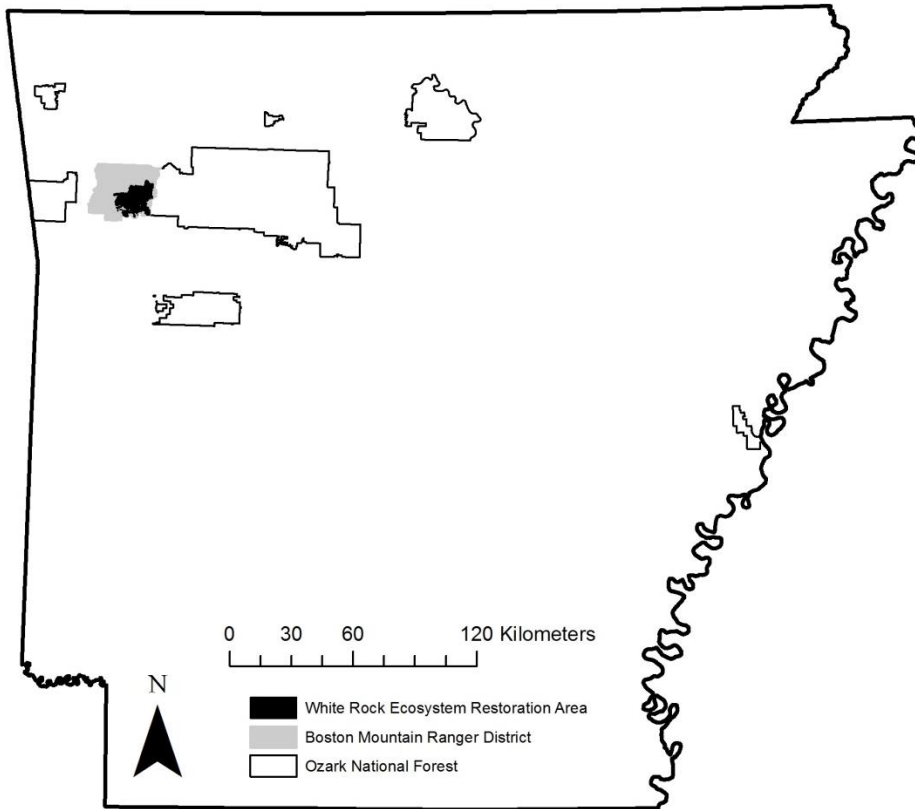 0 30 60 120 Kilometers
N
White Rock Ecosystem Restoration Area
Boston Mountain Ranger District
Ozark National Forest